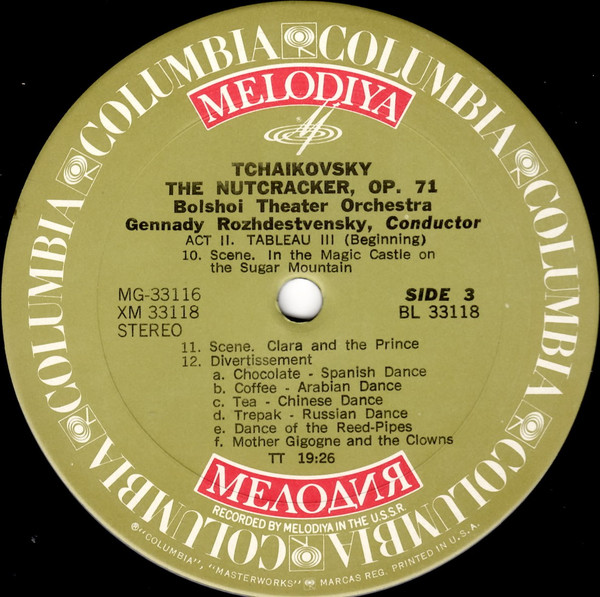 COLUMBIA COLUMBIA COLUMBIA COLUMBIA COLUMBIA COLUMBIA COLUMBIA COLUMBIA
MELODIYA
TCHAIKOVSKY
THE NUTCRACKER, OP. 71
Bolshoi Theater Orchestra
Gennady Rozhdestvensky, Conductor
ACT II. TABLEAU III (Beginning)
10. Scene. In the Magic Castle on
the Sugar Mountain
MG-33116
SIDE 3
XM 33118
BL 33118
STEREO
11. Scene. Clara and the Prince
12. Divertissement
a. Chocolate - Spanish Dance
b. Coffee - Arabian Dance
c. Tea - Chinese Dance
d. Trepak - Russian Dance
e. Dance of the Reed-Pipes
f. Mother Gigogne and the Clowns
TT 19:26
МЕЛОДИЯ
RECORDED BY MELODIYA IN THE U.S.S.R.
®"COLUMBIA", "MASTERWORKS" MARCAS REG. PRINTED IN U.S.A.